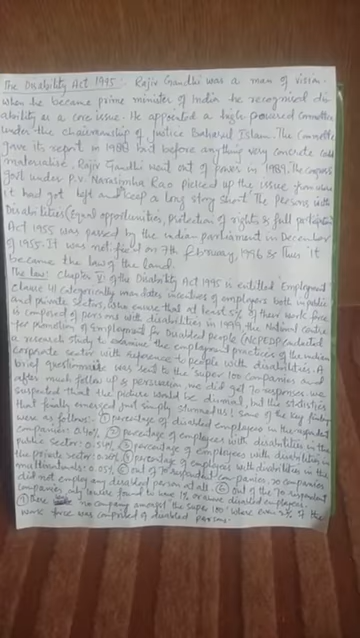 The Disability Act 1995:- Rajiv Gandhi was a man of vision
when he became prime minister of India he recognised dis-
ability as a core issue. He appointed a high powered Committee
under the chairmanship of Justice Baharul Islam. The Committee
gave its report in 1988 but before anything very concrete could
materialise, Rajiv Gandhi went out of power in 1989. The congress
govt under P.V. Narasimha Rao picked up the issue from where
it had got left and keep a long story short The persons with
Disabilities (Equal opportunities, protection of rights & full participation
Act 1955 was passed by the indian parliament in December
of 1955. It was not final on 7th february, 1996 & Thus it
became the law of the land.
The law: Chapter VI of the Disability Act 1995 is entitled Employment
Clause 41 categorically mandates incentives of employers both in public
and private sectors, to ensure that at least 5% of their work force
is composed of persons with disabilities in 1999, the National Centre
for promotion of Employment for Disabled people (NCPEDP) conducted
a research study to examine the employment practices of the indian
corporate sector with reference to people with disabilities. A
brief questionnaire was sent to the super 100 companies and
after much follow up & persuasion, we did get 70 responses we
suspected that the picture would be dismal, but the statistics
that finally emerged just simply stunned us! some of the key findings
were as follows:- ① percentage of disabled employees in the respondent
companies: 0.40%. ② percentage of employees with disabilities in the
public sector: 0.54% ③ percentage of employees with disabilities in
the private sector: 0.28% ④ percentage of employees with disabilities in the
multinationals: 0.05% ⑤ out of 70 respondent companies, 20 companies
did not employ any disabled person at all. ⑥ out of the 70 respondent
companies only were found to have 1% or more disabled employees.
⑦ there no company amongst the super 100 where even 2% of the
work force was comprised of disabled persons.